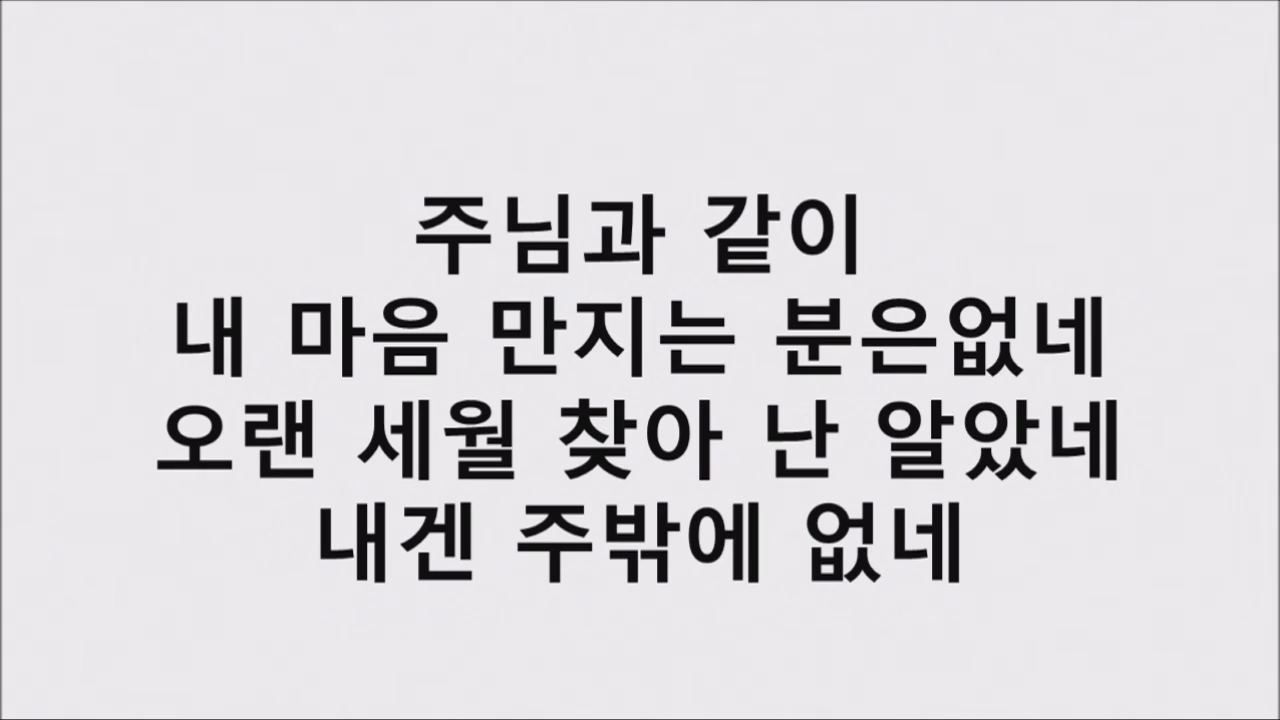 주님과 같이
내 마음 만지는 분은없네
오랜 세월 찾아 난 알았네
내겐 주밖에 없네